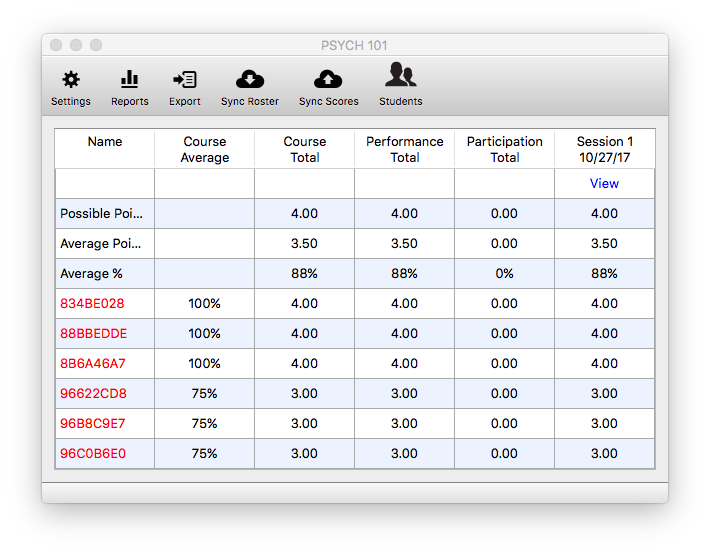 PSYCH 101
Settings Reports Export Sync Roster Sync Scores Students
Name Course Average Course Total Performance Total Participation Total Session 1 10/27/17
View
Possible Poi... 4.00 4.00 0.00 4.00
Average Poi... 3.50 3.50 0.00 3.50
Average % 88% 88% 0% 88%
834BE028 100% 4.00 4.00 0.00 4.00
88BBEDDE 100% 4.00 4.00 0.00 4.00
8B6A46A7 100% 4.00 4.00 0.00 4.00
96622CD8 75% 3.00 3.00 0.00 3.00
96B8C9E7 75% 3.00 3.00 0.00 3.00
96C0B6E0 75% 3.00 3.00 0.00 3.00